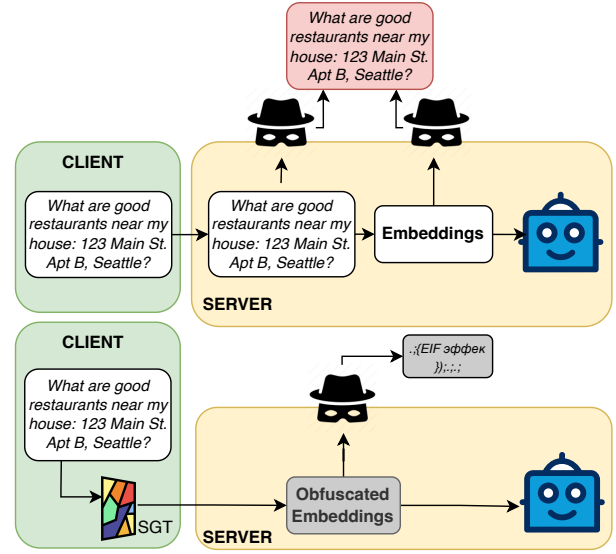 What are good
restaurants near my
house: 123 Main St.
Apt B, Seattle?
CLIENT
What are good
restaurants near my
house: 123 Main St.
Apt B, Seattle?
What are good
restaurants near my
house: 123 Main St.
Apt B, Seattle?
Embeddings
SERVER
CLIENT
What are good
restaurants near my
house: 123 Main St.
Apt B, Seattle?
SGT
.;(EIF эффек
});.;.;
Obfuscated
Embeddings
SERVER